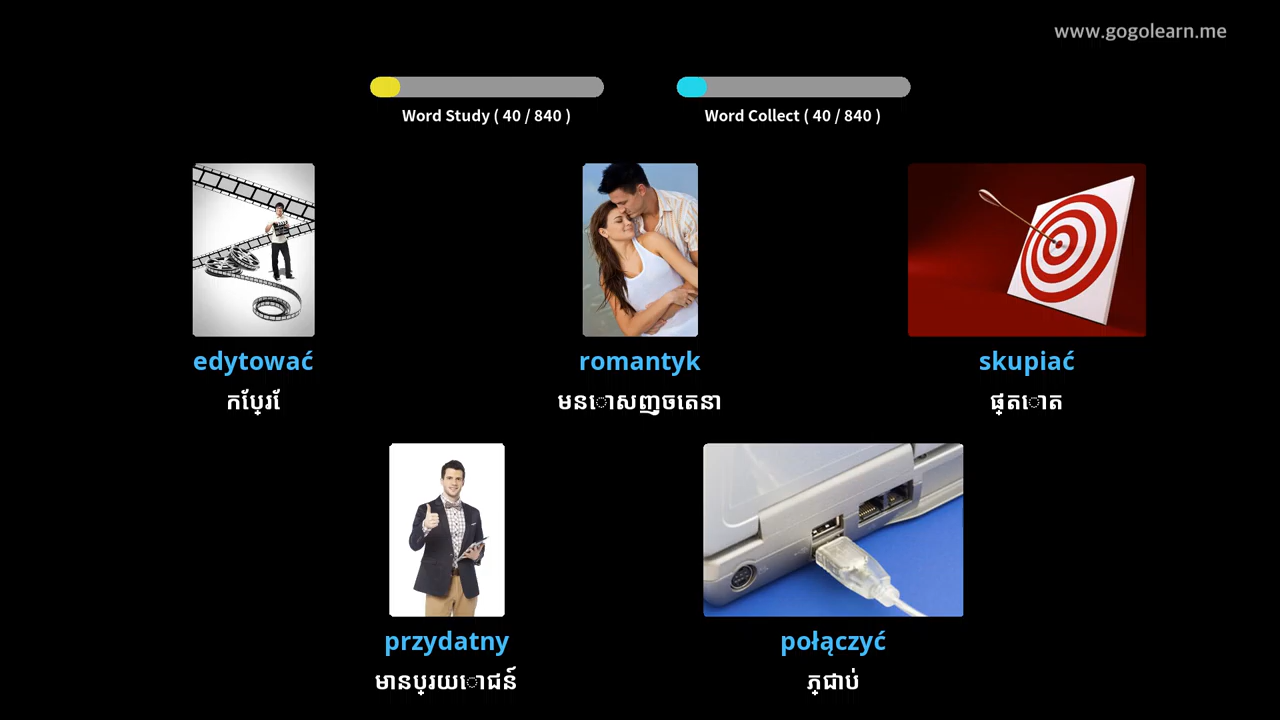 www.gogolearn.me
Word Study ( 40 / 840 )
Word Collect ( 40 / 840 )
edytować
កែប្រែ
romantyk
មនោសញ្ចេតនា
skupiać
ផ្តោត
przydatny
មានប្រយោជន៍
połączyć
ភ្ជាប់